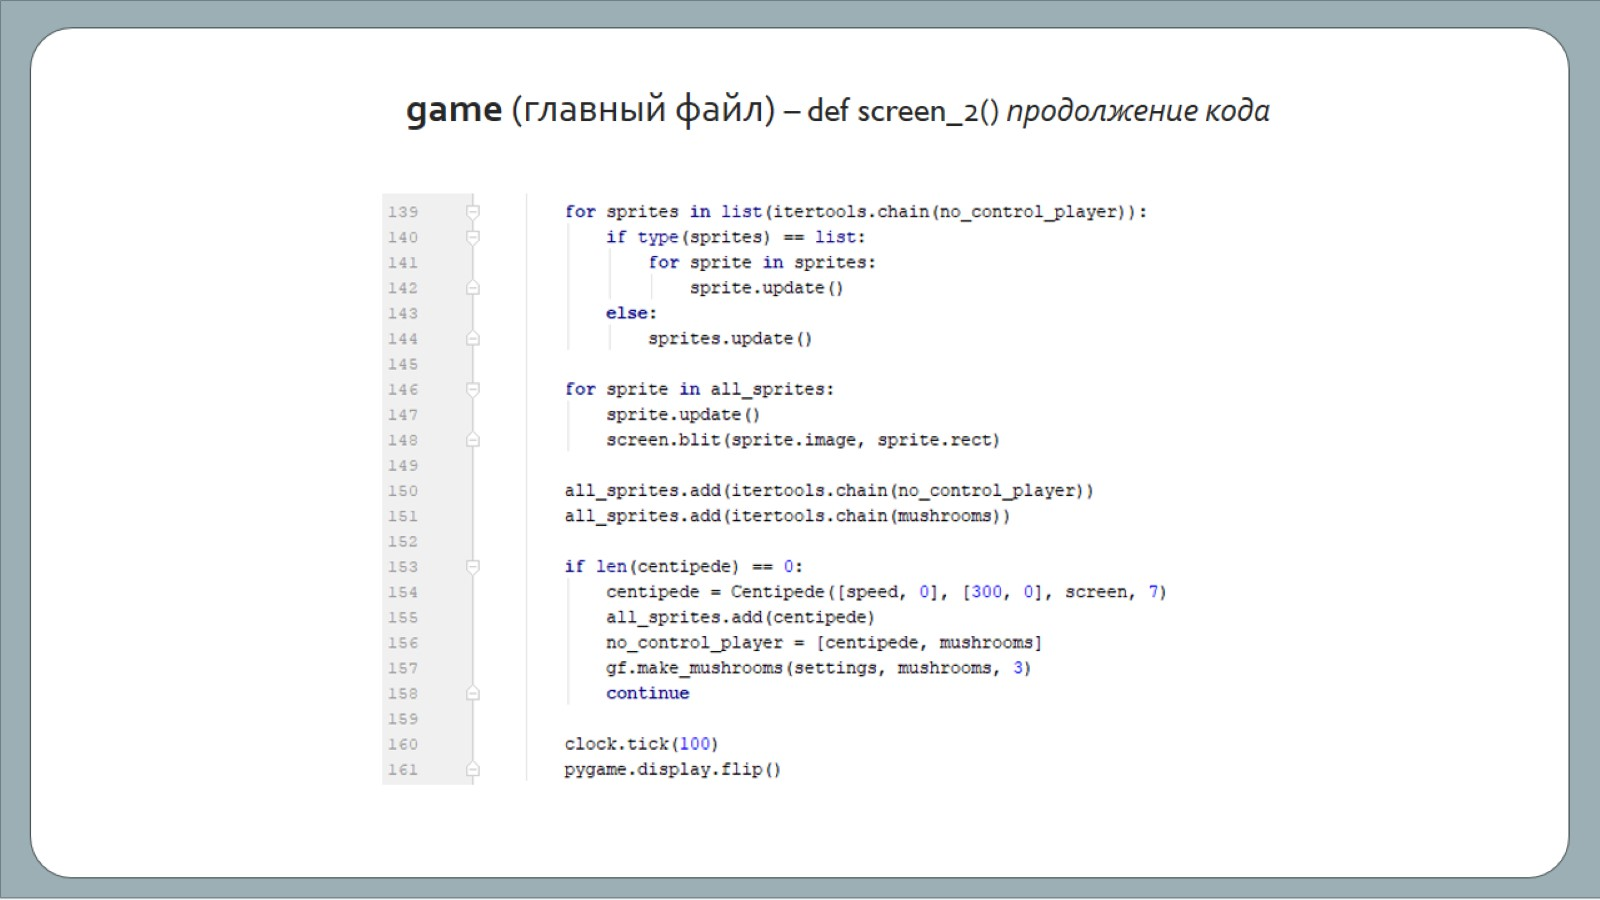 game (главный файл) – def screen_2() продолжение кода
139 for sprites in list(itertools.chain(no_control_player)):
140 if type(sprites) == list:
141 for sprite in sprites:
142 sprite.update()
143 else:
144 sprites.update()
145
146 for sprite in all_sprites:
147 sprite.update()
148 screen.blit(sprite.image, sprite.rect)
149
150 all_sprites.add(itertools.chain(no_control_player))
151 all_sprites.add(itertools.chain(mushrooms))
152
153 if len(centipede) == 0:
154 centipede = Centipede([speed, 0], [300, 0], screen, 7)
155 all_sprites.add(centipede)
156 no_control_player = [centipede, mushrooms]
157 gf.make_mushrooms(settings, mushrooms, 3)
158 continue
159
160 clock.tick(100)
161 pygame.display.flip()